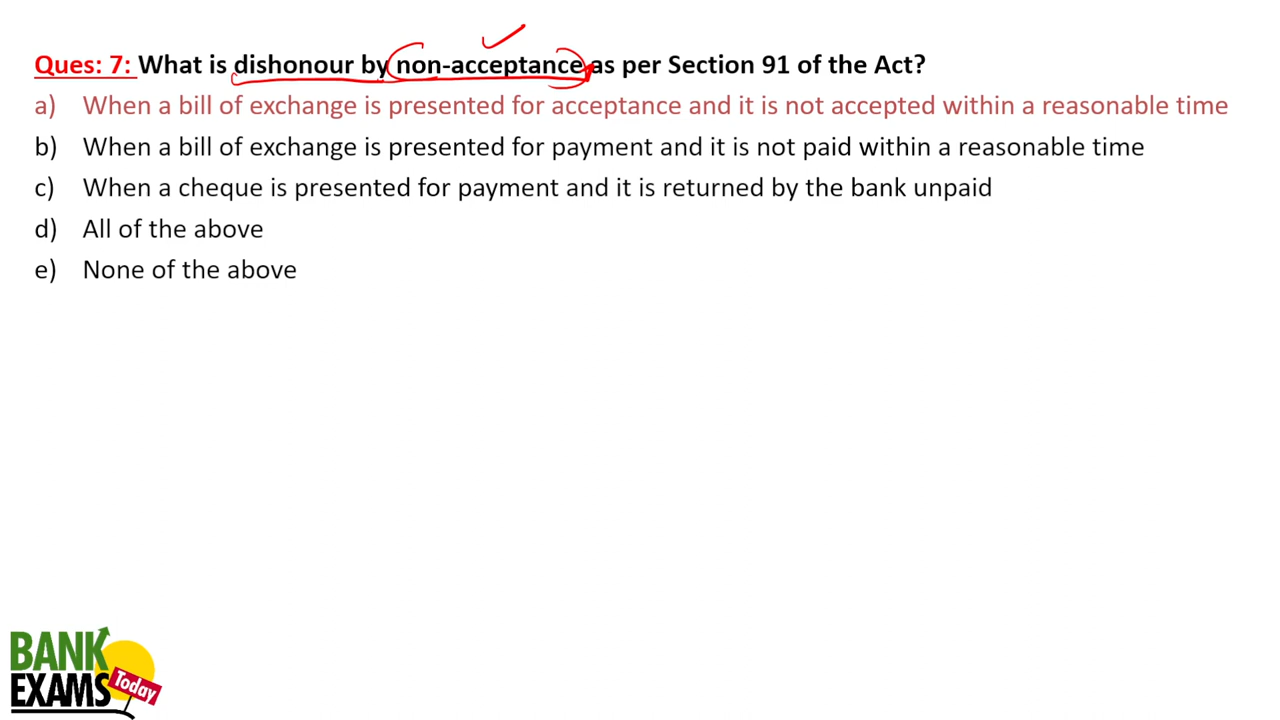 Ques: 7: What is dishonour by non-acceptance as per Section 91 of the Act?
a) When a bill of exchange is presented for acceptance and it is not accepted within a reasonable time
b) When a bill of exchange is presented for payment and it is not paid within a reasonable time
c) When a cheque is presented for payment and it is returned by the bank unpaid
d) All of the above
e) None of the above
BANK
EXAMS Today